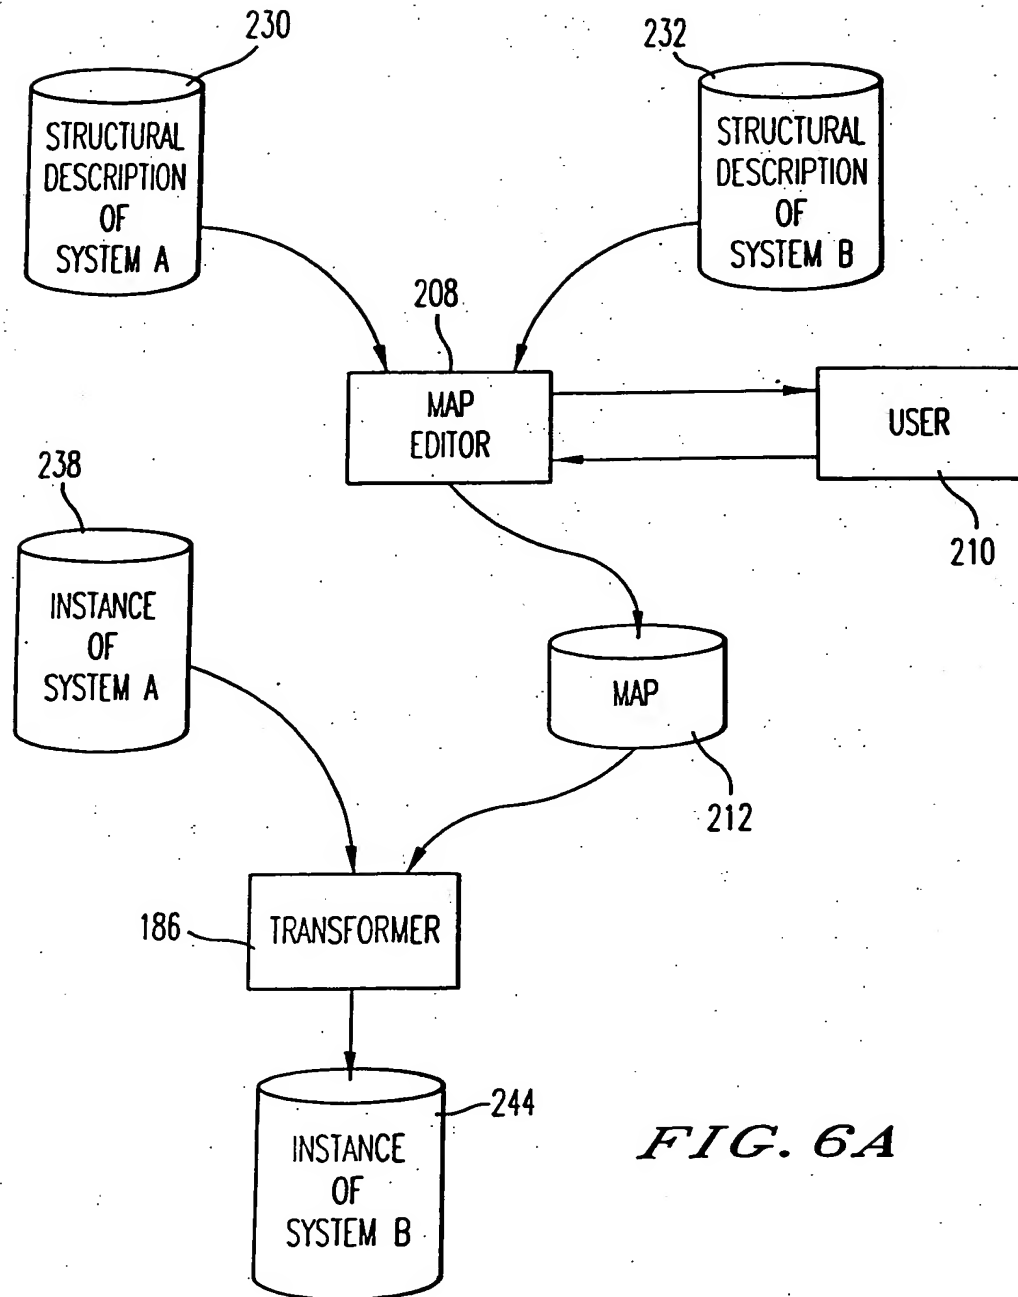 230
STRUCTURAL
DESCRIPTION
OF
SYSTEM A
232
STRUCTURAL
DESCRIPTION
OF
SYSTEM B
208
MAP
EDITOR
USER
210
238
INSTANCE
OF
SYSTEM A
MAP
212
186
TRANSFORMER
244
INSTANCE
OF
SYSTEM B
FIG. 6A